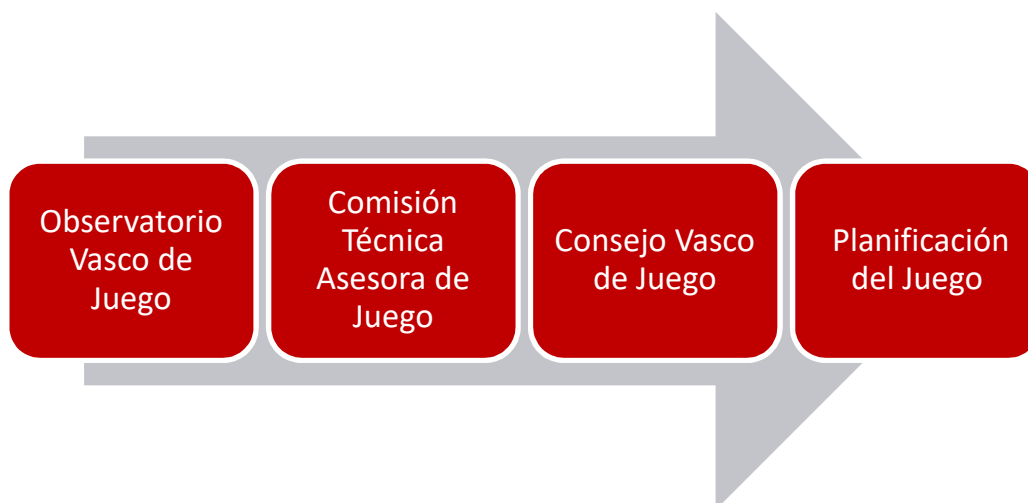 Observatorio
Vasco de
Juego
Comisión
Técnica
Asesora de
Juego
Consejo Vasco
de Juego
Planificación
del Juego